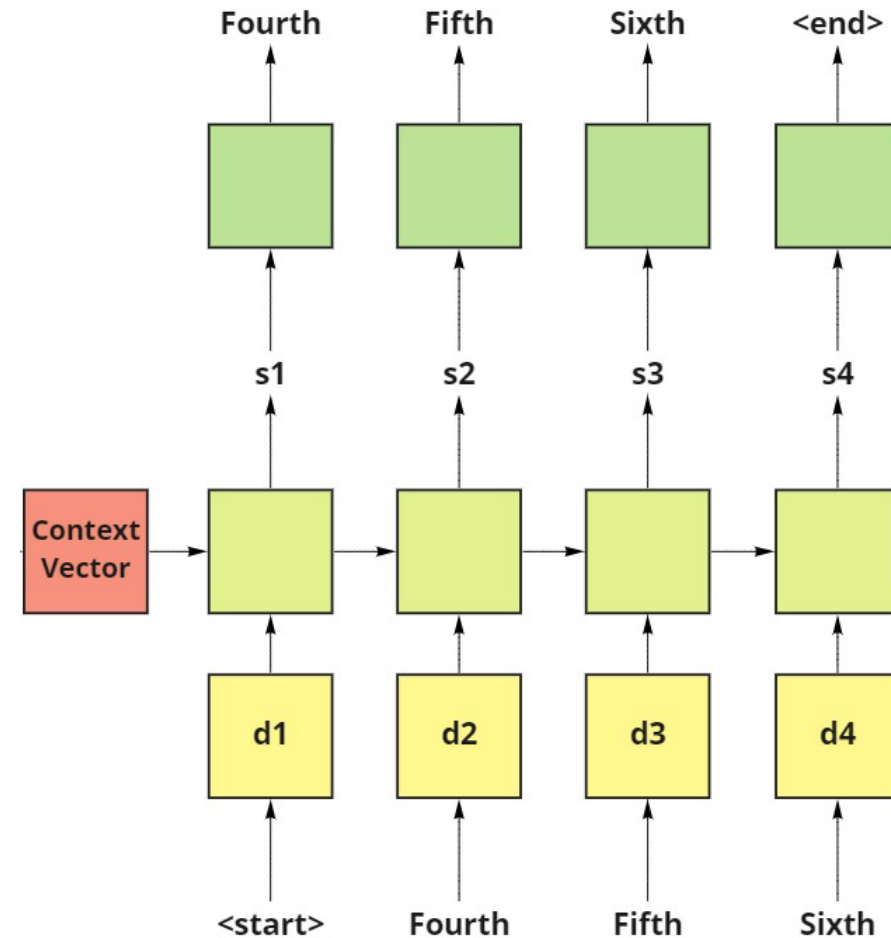 Fourth Fifth Sixth <end>
s1 s2 s3 s4
Context
Vector
d1 d2 d3 d4
<start> Fourth Fifth Sixth